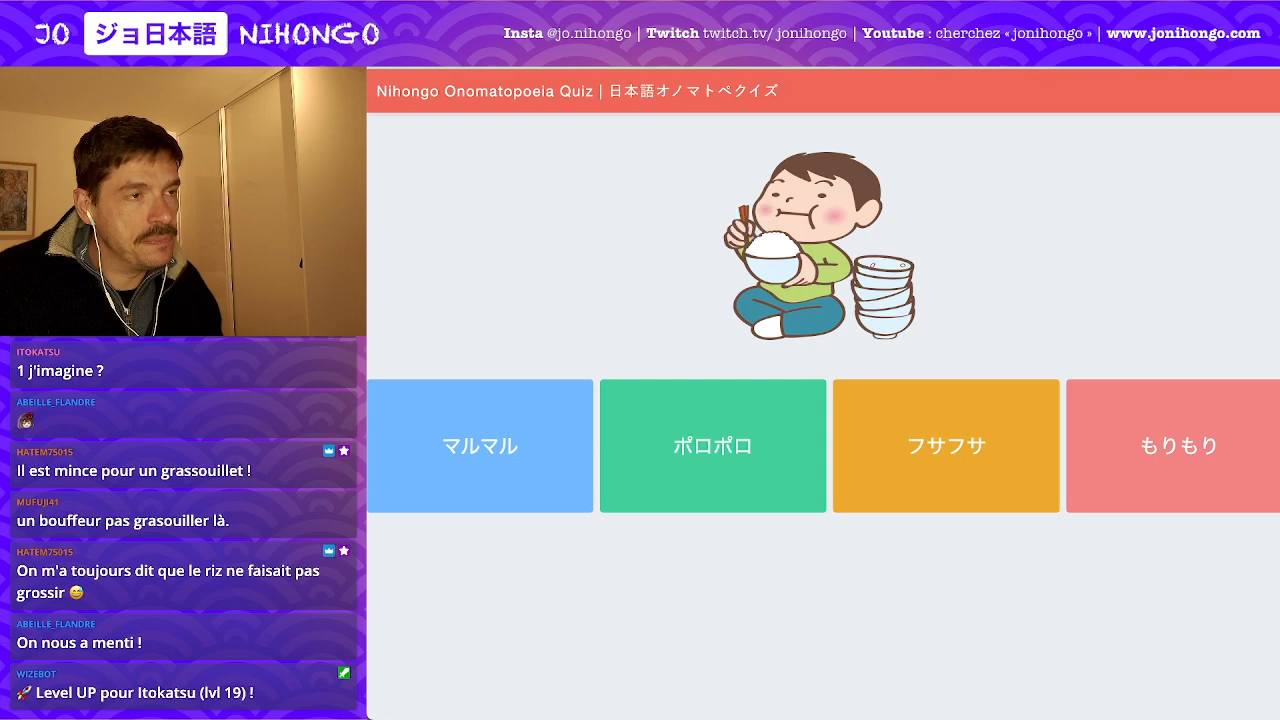 JO ジョ日本語 NIHONGO
Insta @jo.nihongo | Twitch twitch.tv/jonihongo | Youtube : cherchez « jonihongo » | www.jonihongo.com
Nihongo Onomatopoeia Quiz | 日本語オノマトペクイズ
マルマル
ポロポロ
フサフサ
もりもり
ITOKATSU
1 j'imagine ?
ABEILLE_FLANDRE
HATEM75015
Il est mince pour un grassouillet !
MUFUJI41
un bouffeur pas grasouiller là.
HATEM75015
On m'a toujours dit que le riz ne faisait pas
grossir 😅
ABEILLE_FLANDRE
On nous a menti !
WIZEBOT
🚀 Level UP pour Itokatsu (lvl 19) !